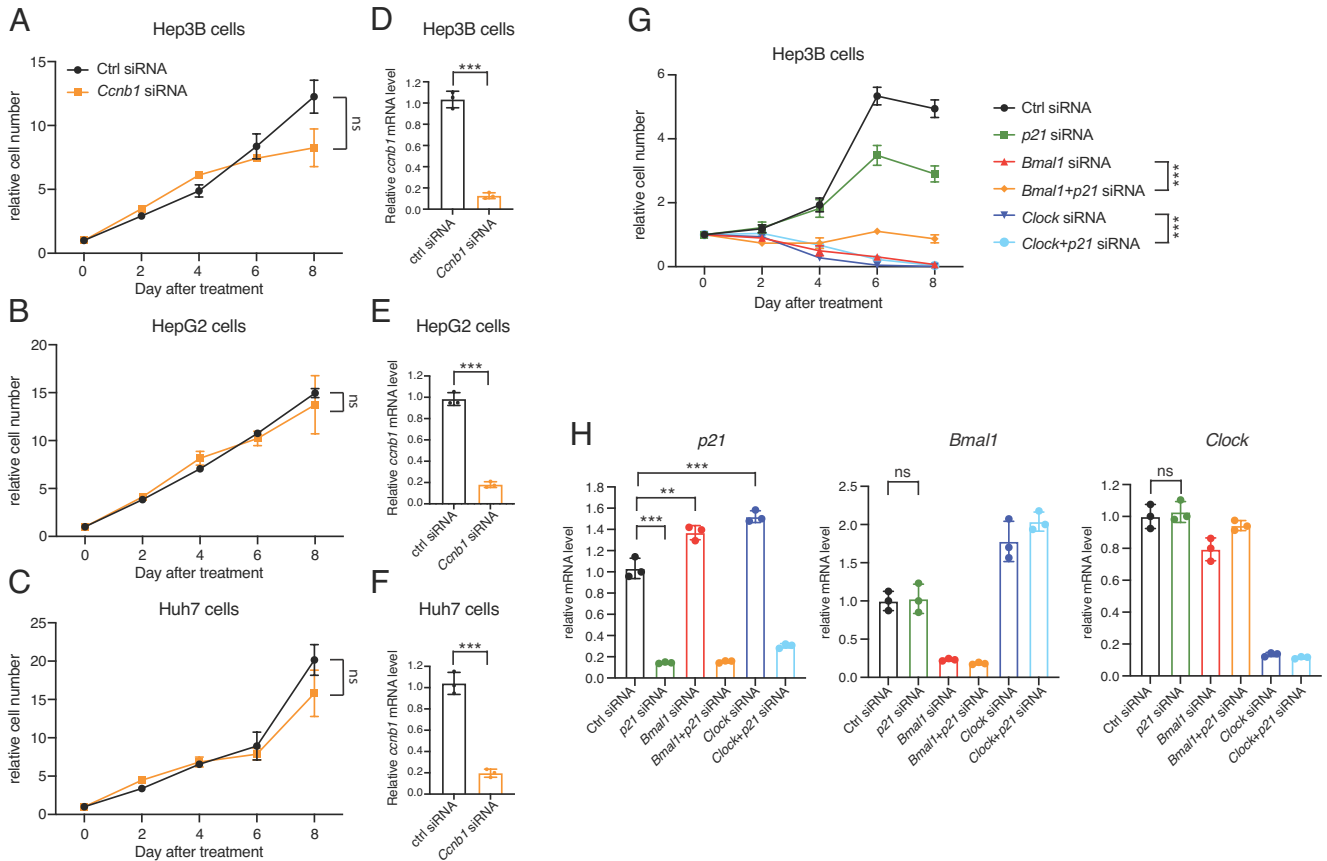 A
Hep3B cells
relative cell number
15
10
5
0
Ctrl siRNA
Ccnb1 siRNA
ns
0 2 4 6 8
Day after treatment
B
HepG2 cells
relative cell number
20
15
10
5
0
ns
0 2 4 6 8
Day after treatment
C
Huh7 cells
relative cell number
25
20
15
10
5
0
ns
0 2 4 6 8
Day after treatment
D
Hep3B cells
Relative ccnb1 mRNA level
***
1.2
1.0
0.8
0.6
0.4
0.2
0.0
ctrl siRNA
Ccnb1 siRNA
E
HepG2 cells
Relative ccnb1 mRNA level
***
1.2
1.0
0.8
0.6
0.4
0.2
0.0
ctrl siRNA
Ccnb1 siRNA
F
Huh7 cells
Relative ccnb1 mRNA level
***
1.2
1.0
0.8
0.6
0.4
0.2
0.0
ctrl siRNA
Ccnb1 siRNA
G
Hep3B cells
relative cell number
6
4
2
0
0 2 4 6 8
Day after treatment
Ctrl siRNA
p21 siRNA
Bmal1 siRNA
Bmal1+p21 siRNA
***
Clock siRNA
Clock+p21 siRNA
***
H
p21
relative mRNA level
***
**
***
1.8
1.6
1.4
1.2
1.0
0.8
0.6
0.4
0.2
0.0
Ctrl siRNA
p21 siRNA
Bmal1 siRNA
Bmal1+p21 siRNA
Clock siRNA
Clock+p21 siRNA
Bmal1
relative mRNA level
ns
2.5
2.0
1.5
1.0
0.5
0.0
Ctrl siRNA
p21 siRNA
Bmal1 siRNA
Bmal1+p21 siRNA
Clock siRNA
Clock+p21 siRNA
Clock
relative mRNA level
ns
1.2
1.0
0.8
0.6
0.4
0.2
0.0
Ctrl siRNA
p21 siRNA
Bmal1 siRNA
Bmal1+p21 siRNA
Clock siRNA
Clock+p21 siRNA